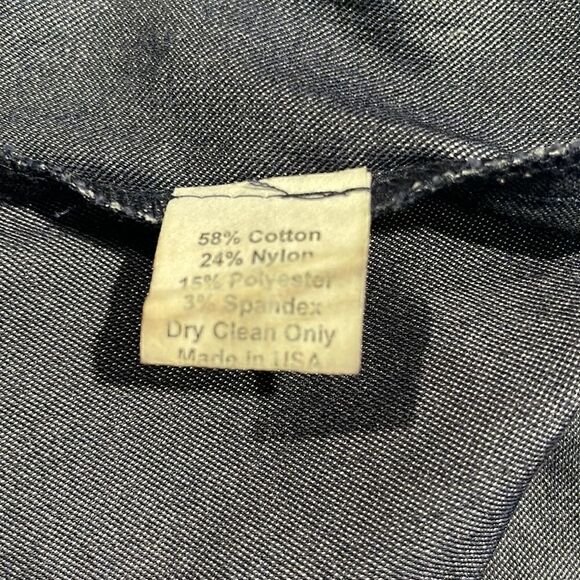 58% Cotton
24% Nylon
15% Polyester
3% Spandex
Dry Clean Only
Made in USA